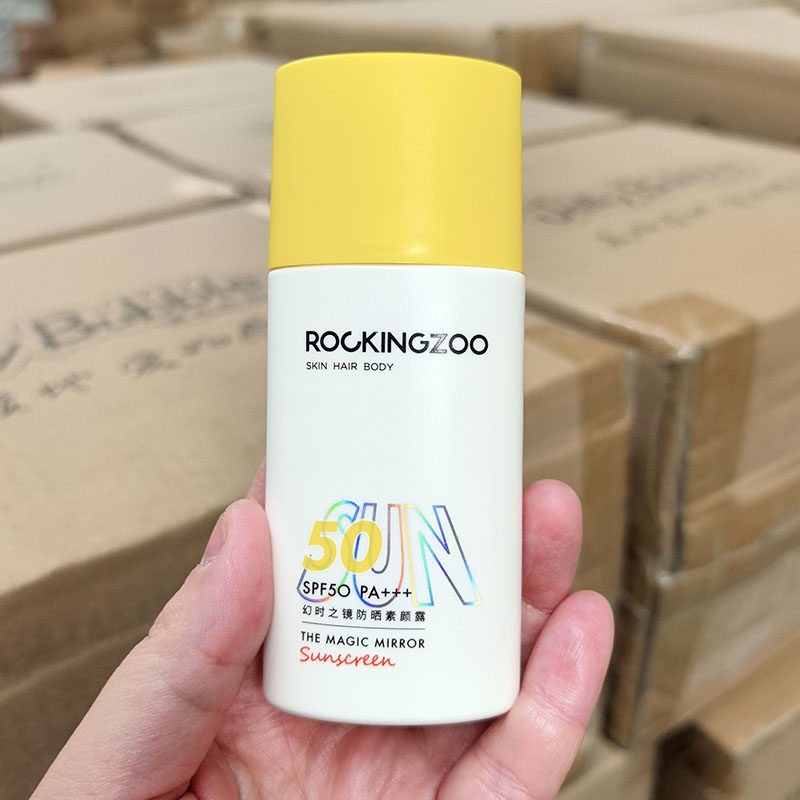 ROCKINGZOO
SKIN HAIR BODY
SUN
50
SPF50 PA+++
幻时之镜防晒素颜露
THE MAGIC MIRROR
Sunscreen